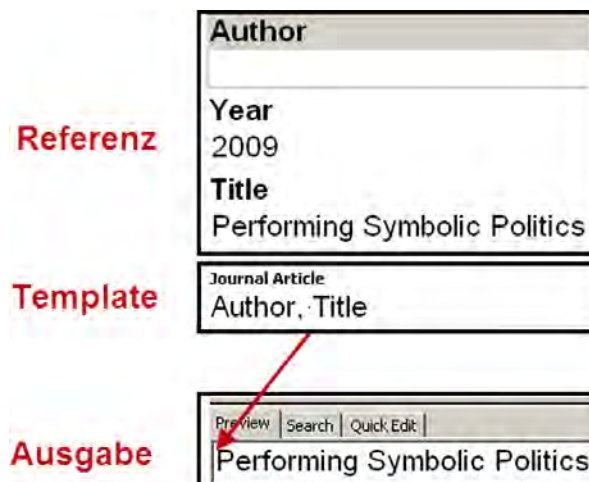 Author
Referenz
Year
2009
Title
Performing Symbolic Politics
Template
Journal Article
Author,·Title
Ausgabe
Preview | Search | Quick Edit |
Performing Symbolic Politics